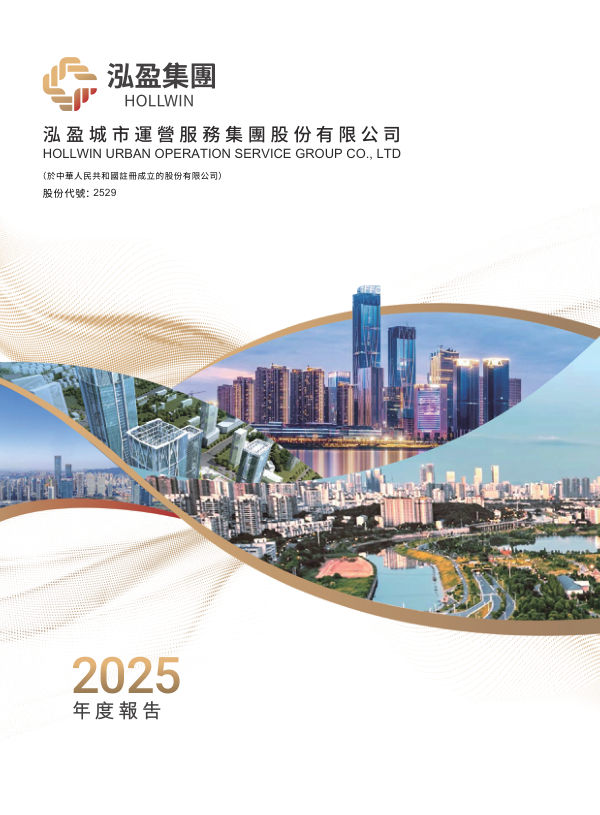 泓盈集團
HOLLWIN
泓盈城市運營服務集團股份有限公司
HOLLWIN URBAN OPERATION SERVICE GROUP CO., LTD
（於中華人民共和國註冊成立的股份有限公司）
股份代號: 2529
2025
年度報告